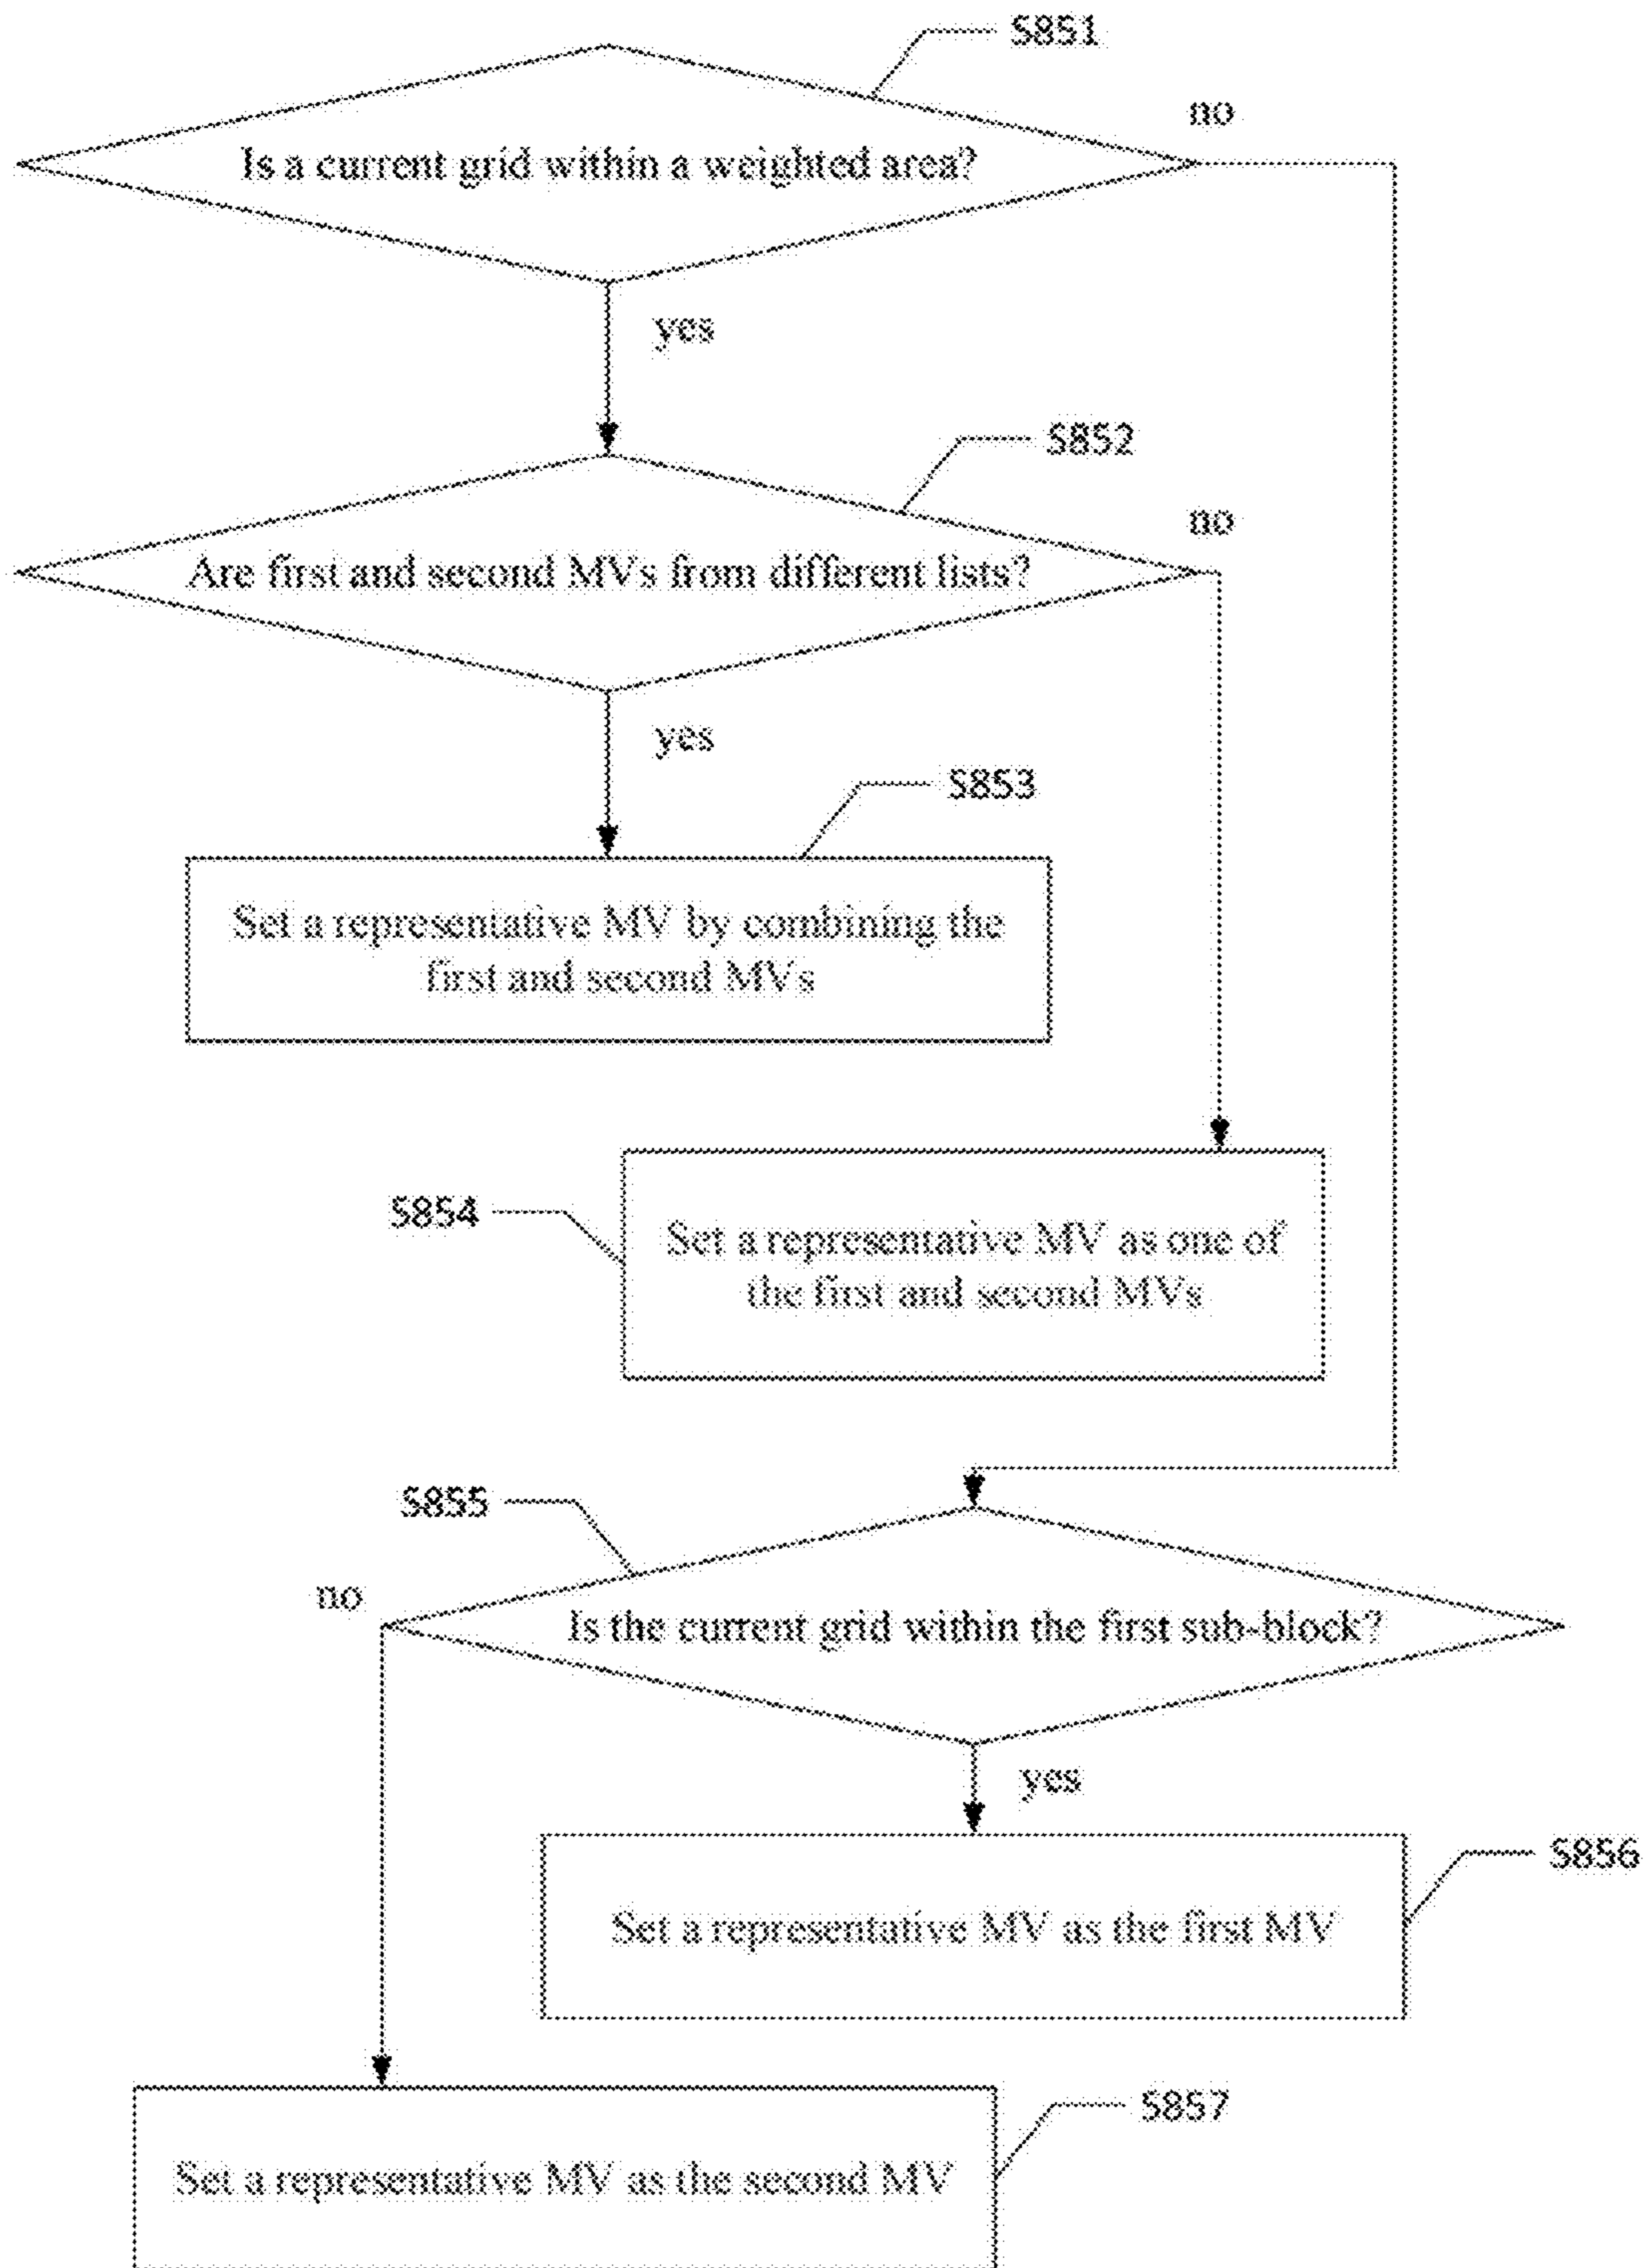 S851
no
Is a current grid within a weighted area?
yes
S852
no
Are first and second MVs from different lists?
yes
S853
Set a representative MV by combining the
first and second MVs
S854
Set a representative MV as one of
the first and second MVs
S855
no
Is the current grid within the first sub-block?
yes
S856
Set a representative MV as the first MV
S857
Set a representative MV as the second MV